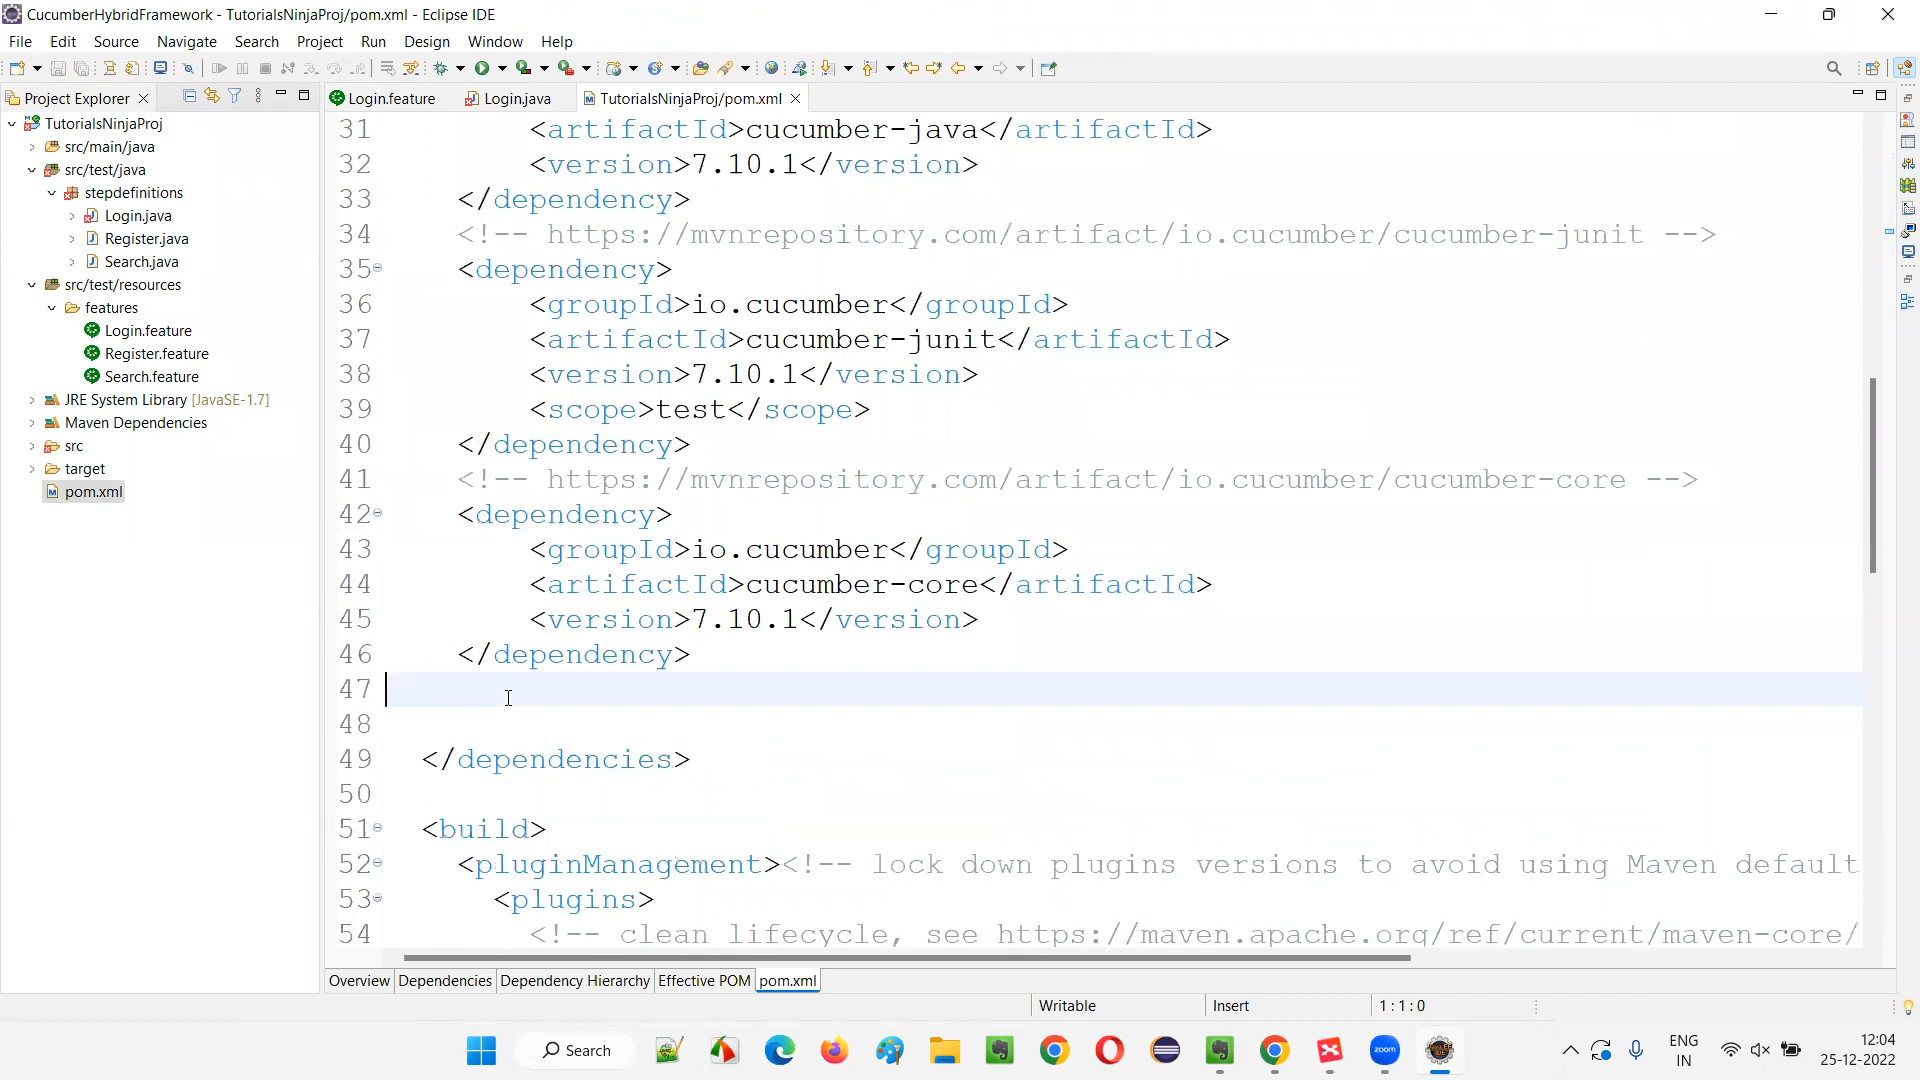 CucumberHybridFramework - TutorialsNinjaProj/pom.xml - Eclipse IDE
File Edit Source Navigate Search Project Run Design Window Help
Project Explorer
Login.feature
Login.java
TutorialsNinjaProj/pom.xml
TutorialsNinjaProj
src/main/java
src/test/java
stepdefinitions
Login.java
Register.java
Search.java
src/test/resources
features
Login.feature
Register.feature
Search.feature
JRE System Library [JavaSE-1.7]
Maven Dependencies
src
target
pom.xml
31 <artifactId>cucumber-java</artifactId>
32 <version>7.10.1</version>
33 </dependency>
34 <!-- https://mvnrepository.com/artifact/io.cucumber/cucumber-junit -->
35 <dependency>
36 <groupId>io.cucumber</groupId>
37 <artifactId>cucumber-junit</artifactId>
38 <version>7.10.1</version>
39 <scope>test</scope>
40 </dependency>
41 <!-- https://mvnrepository.com/artifact/io.cucumber/cucumber-core -->
42 <dependency>
43 <groupId>io.cucumber</groupId>
44 <artifactId>cucumber-core</artifactId>
45 <version>7.10.1</version>
46 </dependency>
47
48
49 </dependencies>
50
51 <build>
52 <pluginManagement><!-- lock down plugins versions to avoid using Maven default
53 <plugins>
54 <!-- clean lifecycle, see https://maven.apache.org/ref/current/maven-core/
Overview Dependencies Dependency Hierarchy Effective POM pom.xml
Writable Insert 1 : 1 : 0
Search
zoom
ENG
IN
12:04
25-12-2022